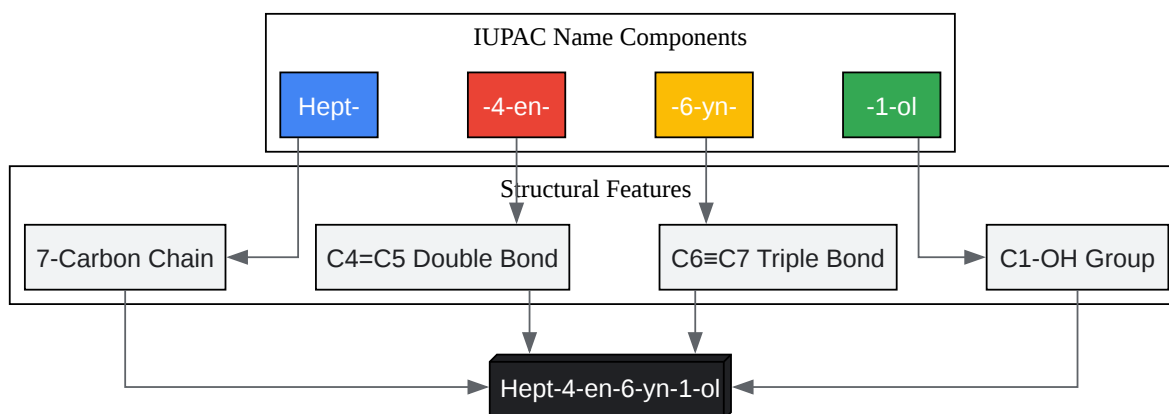 IUPAC Name Components
Hept-
-4-en-
-6-yn-
-1-ol
Structural Features
7-Carbon Chain
C4=C5 Double Bond
C6≡C7 Triple Bond
C1-OH Group
Hept-4-en-6-yn-1-ol